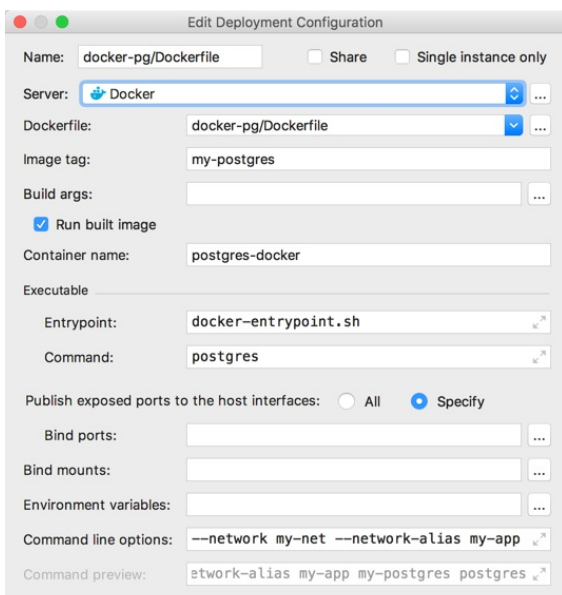 Edit Deployment Configuration
Name: docker-pg/Dockerfile Share Single instance only
Server: Docker ...
Dockerfile: docker-pg/Dockerfile ...
Image tag: my-postgres
Build args: ...
Run built image
Container name: postgres-docker
Executable
Entrypoint: docker-entrypoint.sh
Command: postgres
Publish exposed ports to the host interfaces: All Specify
Bind ports: ...
Bind mounts: ...
Environment variables: ...
Command line options: --network my-net --network-alias my-app
Command preview: etwork-alias my-app my-postgres postgres